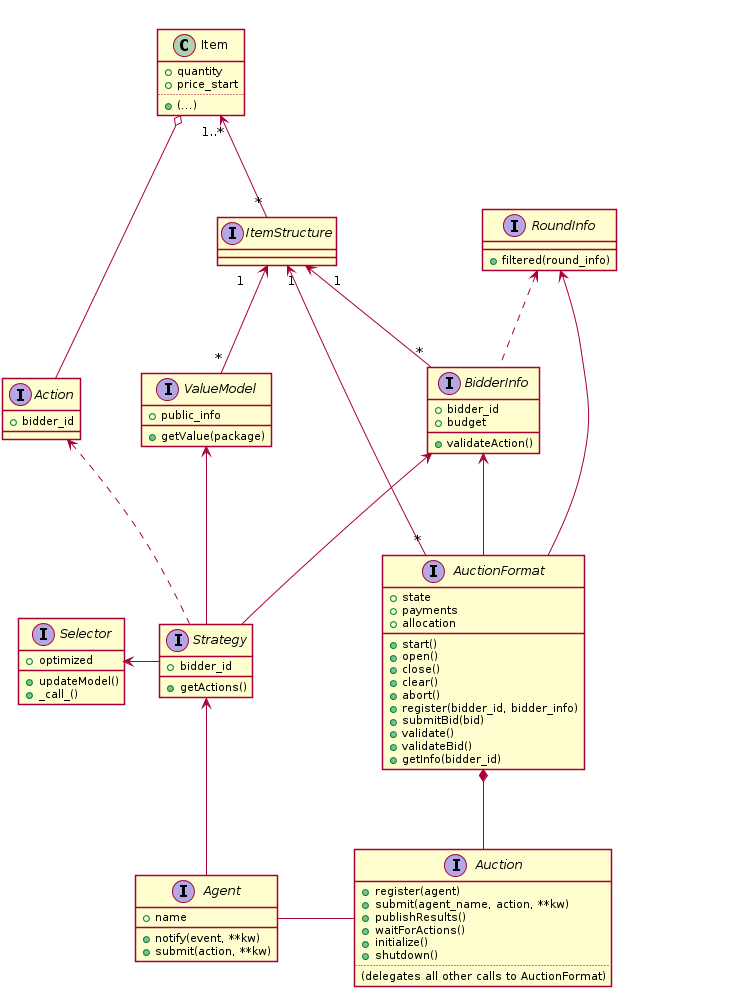 C Item
quantity
price_start
(...)
1..*
*
I ItemStructure
I RoundInfo
filtered(round_info)
1
1
1
*
*
I Action
bidder_id
I ValueModel
public_info
getValue(package)
I BidderInfo
bidder_id
budget
validateAction()
*
I AuctionFormat
state
payments
allocation
start()
open()
close()
clear()
abort()
register(bidder_id, bidder_info)
submitBid(bid)
validate()
validateBid()
getInfo(bidder_id)
I Selector
optimized
updateModel()
_call_()
I Strategy
bidder_id
getActions()
I Agent
name
notify(event, **kw)
submit(action, **kw)
I Auction
register(agent)
submit(agent_name, action, **kw)
publishResults()
waitForActions()
initialize()
shutdown()
(delegates all other calls to AuctionFormat)